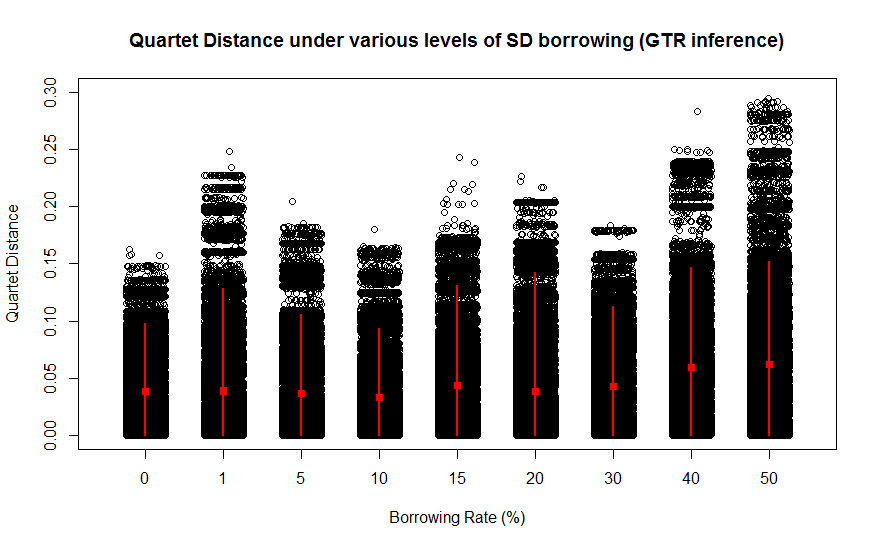 Quartet Distance under various levels of SD borrowing (GTR inference)
Quartet Distance
0.30
0.25
0.20
0.15
0.10
0.05
0.00
0 1 5 10 15 20 30 40 50
Borrowing Rate (%)